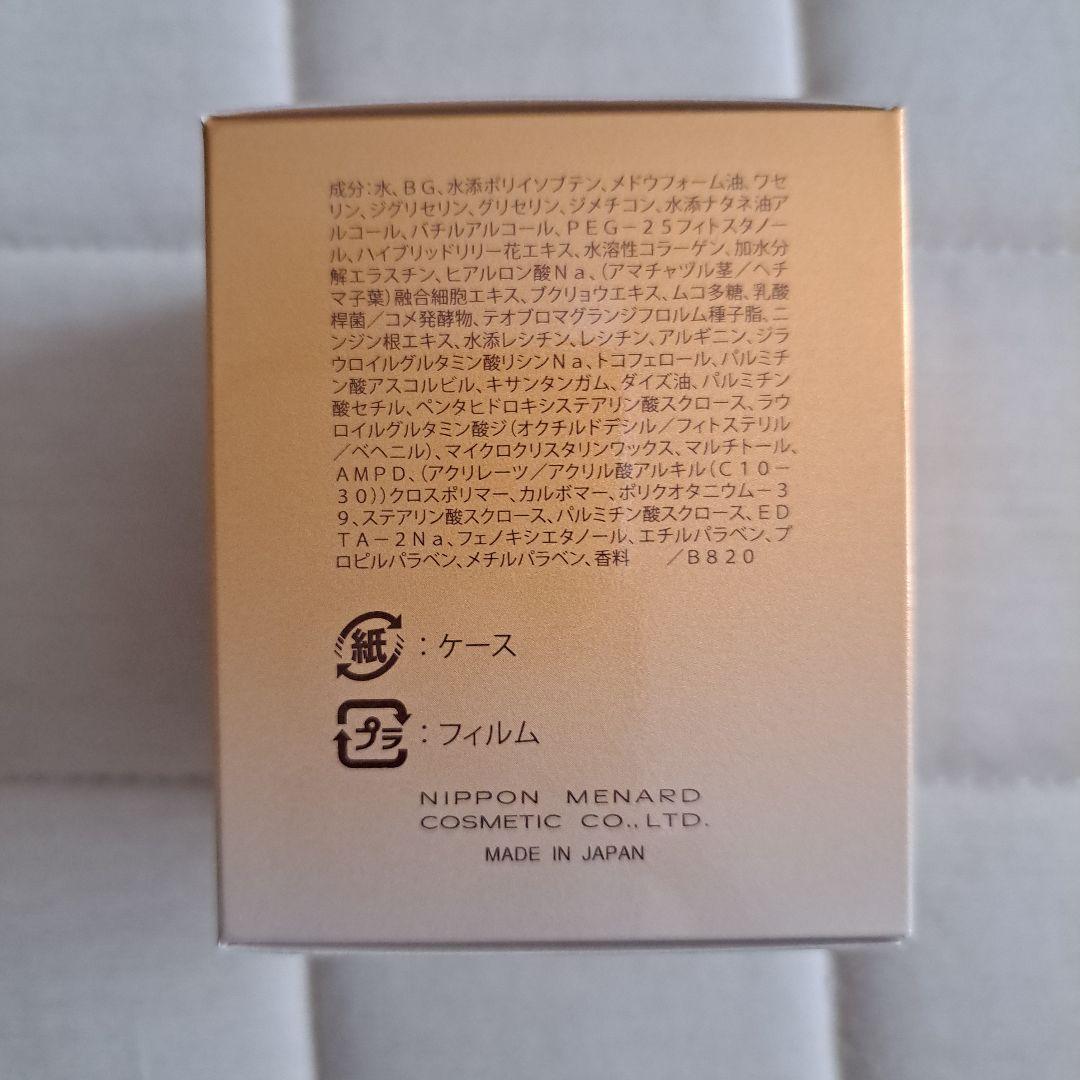 成分:水、BG、水添ポリイソブテン、メドウフォーム油、ワセ
リン、ジグリセリン、グリセリン、ジメチコン、水添ナタネ油ア
ルコール、バチルアルコール、PEG-25フィトスタノー
ル、ハイブリッドリリー花エキス、水溶性コラーゲン、加水分
解エラスチン、ヒアルロン酸Na、(アマチャヅル茎/ヘチ
マ子葉)融合細胞エキス、ブクリョウエキス、ムコ多糖、乳酸
桿菌/コメ発酵物、テオブロマグランジフロルム種子脂、ニ
ンジン根エキス、水添レシチン、レシチン、アルギニン、ジラ
ウロイルグルタミン酸リシンNa、トコフェロール、パルミチ
ン酸アスコルビル、キサンタンガム、ダイズ油、パルミチン
酸セチル、ペンタヒドロキシステアリン酸スクロース、ラウ
ロイルグルタミン酸ジ(オクチルドデシル/フィトステリル
/ベヘニル)、マイクロクリスタリンワックス、マルチトール、
AMPD、(アクリレーツ/アクリル酸アルキル(C10-
30))クロスポリマー、カルボマー、ポリクオタニウム-3
9、ステアリン酸スクロース、パルミチン酸スクロース、ED
TA-2Na、フェノキシエタノール、エチルパラベン、プ
ロピルパラベン、メチルパラベン、香料 /B820
紙:ケース
プラ:フィルム
NIPPON MENARD
COSMETIC CO.,LTD.
MADE IN JAPAN